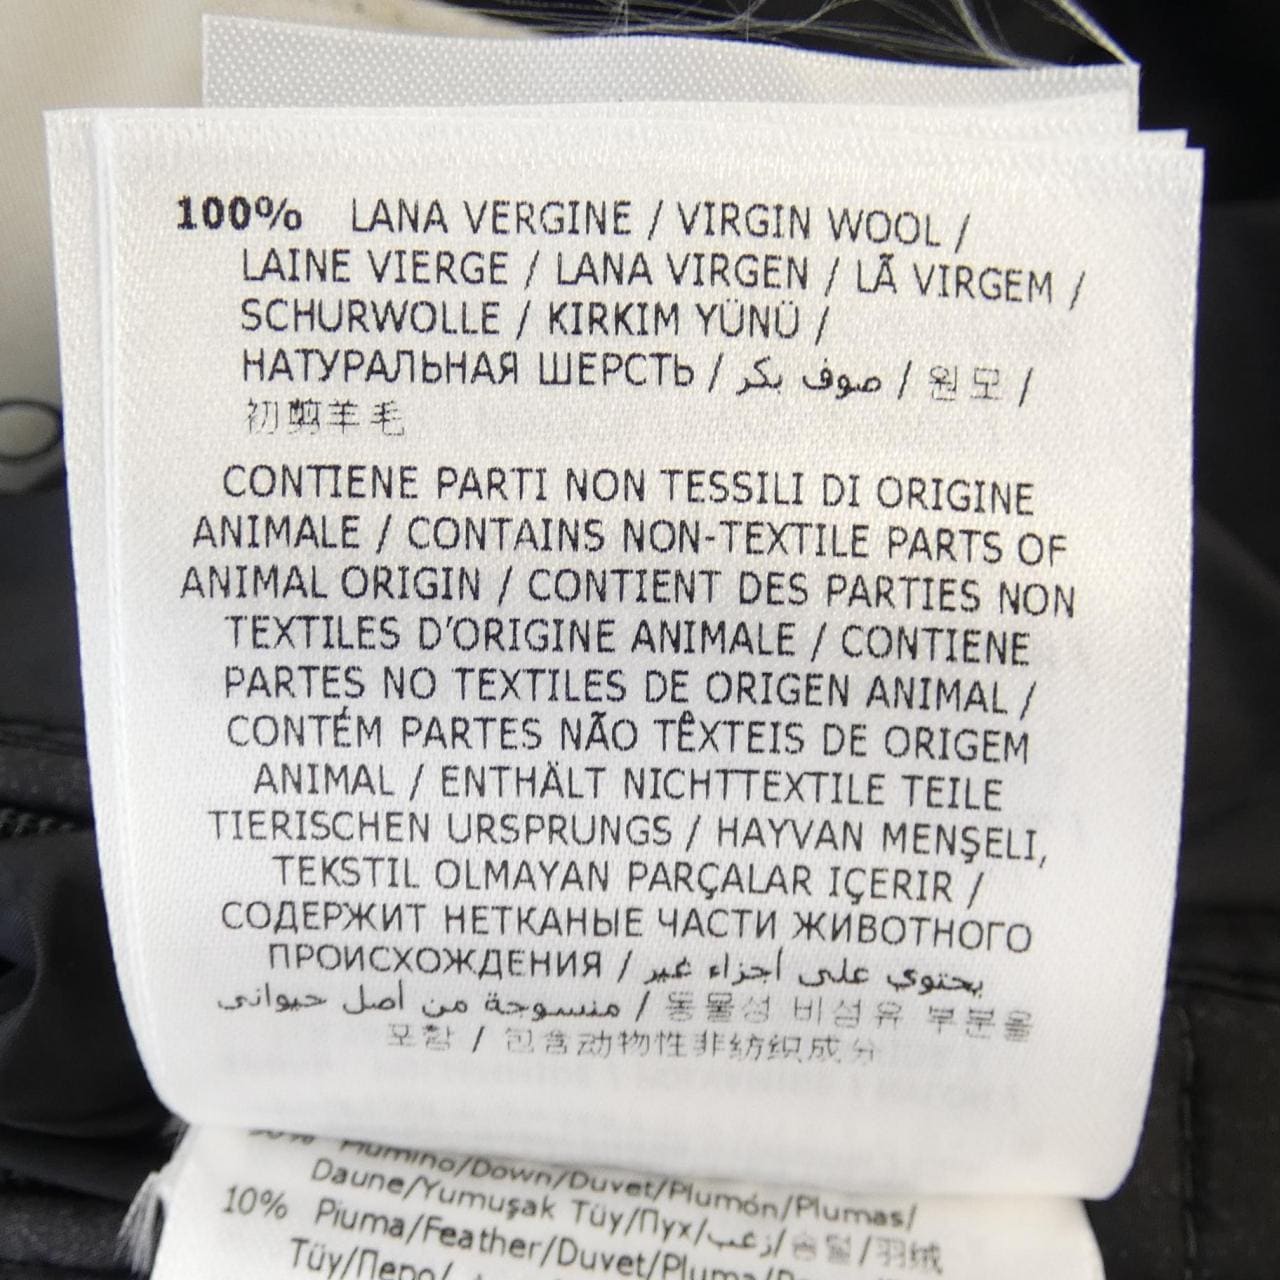 100% LANA VERGINE / VIRGIN WOOL /
LAINE VIERGE / LANA VIRGEN / LÃ VIRGEM /
SCHURWOLLE / KIRKIM YÜNÜ /
НАТУРАЛЬНАЯ ШЕРСТЬ / صوف بكر / 원모 /
初剪羊毛
CONTIENE PARTI NON TESSILI DI ORIGINE
ANIMALE / CONTAINS NON-TEXTILE PARTS OF
ANIMAL ORIGIN / CONTIENT DES PARTIES NON
TEXTILES D'ORIGINE ANIMALE / CONTIENE
PARTES NO TEXTILES DE ORIGEN ANIMAL /
CONTÉM PARTES NÃO TÊXTEIS DE ORIGEM
ANIMAL / ENTHÄLT NICHTTEXTILE TEILE
TIERISCHEN URSPRUNGS / HAYVAN MENŞELI,
TEKSTIL OLMAYAN PARÇALAR IÇERIR /
СОДЕРЖИТ НЕТКАНЫЕ ЧАСТИ ЖИВОТНОГО
ПРОИСХОЖДЕНИЯ / يحتوي على أجزاء غير
منسوجة من أصل حيواني / 동물성 비섬유 부분을
포함 / 包含动物性非纺织成分
Piumino/Down/Duvet/Plumón/Plumas/
Daune/Yumuşak Tüy/Пух/زغب/솜털/羽绒
10% Piuma/Feather/Duvet/Pluma/
Tüy/Перо/